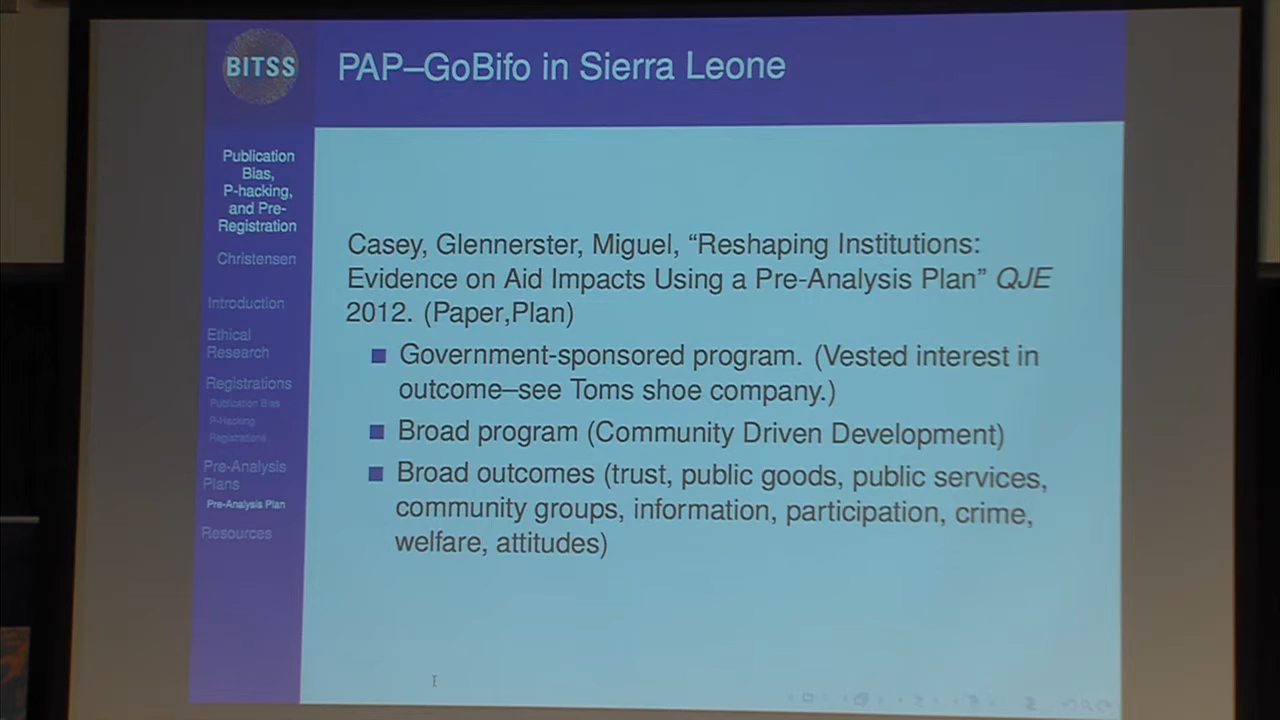 BITSS
PAP–GoBifo in Sierra Leone
Publication
Bias,
P-hacking,
and Pre-
Registration
Christensen
Introduction
Ethical
Research
Registrations
Publication Bias
P-Hacking
Registrations
Pre-Analysis
Plans
Pre-Analysis Plan
Resources
Casey, Glennerster, Miguel, “Reshaping Institutions:
Evidence on Aid Impacts Using a Pre-Analysis Plan” QJE
2012. (Paper,Plan)
Government-sponsored program. (Vested interest in
outcome–see Toms shoe company.)
Broad program (Community Driven Development)
Broad outcomes (trust, public goods, public services,
community groups, information, participation, crime,
welfare, attitudes)